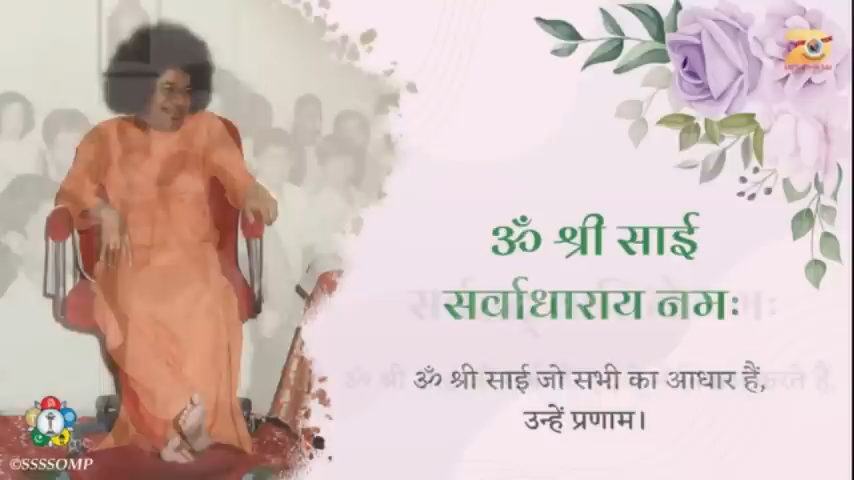 ॐ श्री साई
सर्वाधाराय नमः
ॐ श्री साई जो सभी का आधार हैं,
उन्हें प्रणाम।
©SSSSOMP